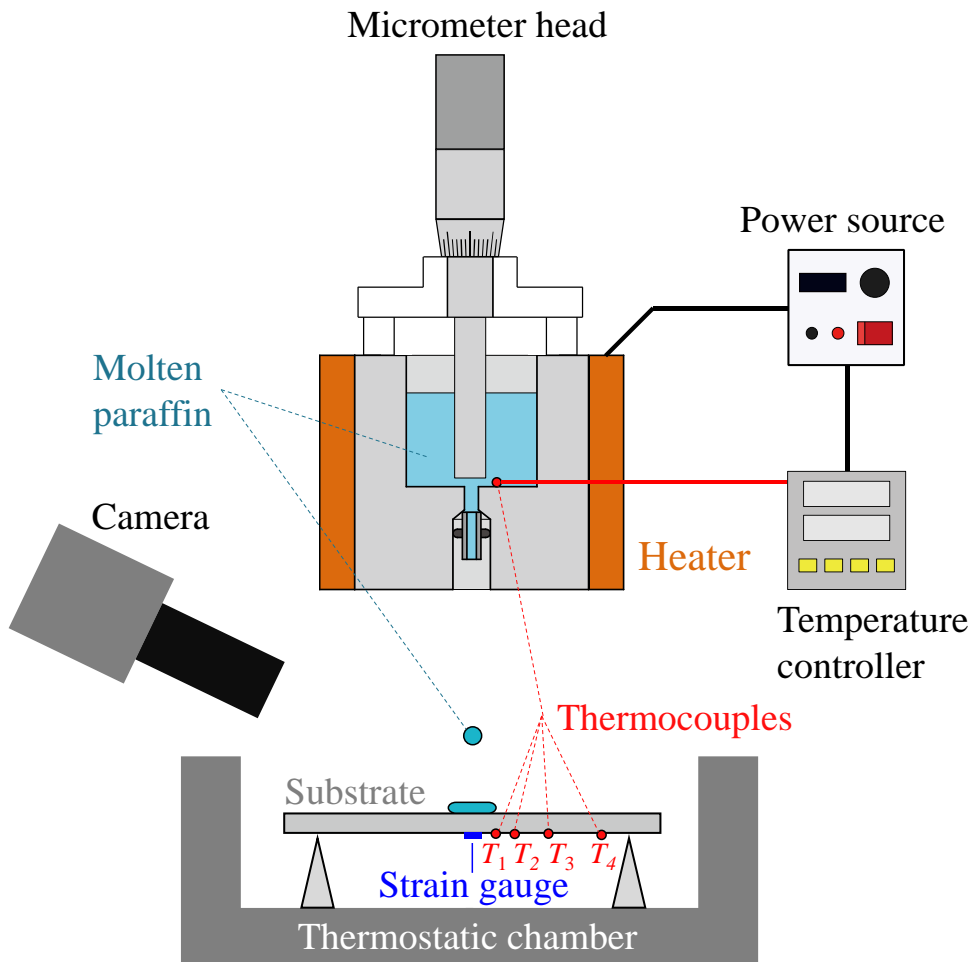 Micrometer head
Power source
Molten
paraffin
Camera
Heater
Temperature
controller
Thermocouples
Substrate
T1 T2 T3 T4
Strain gauge
Thermostatic chamber